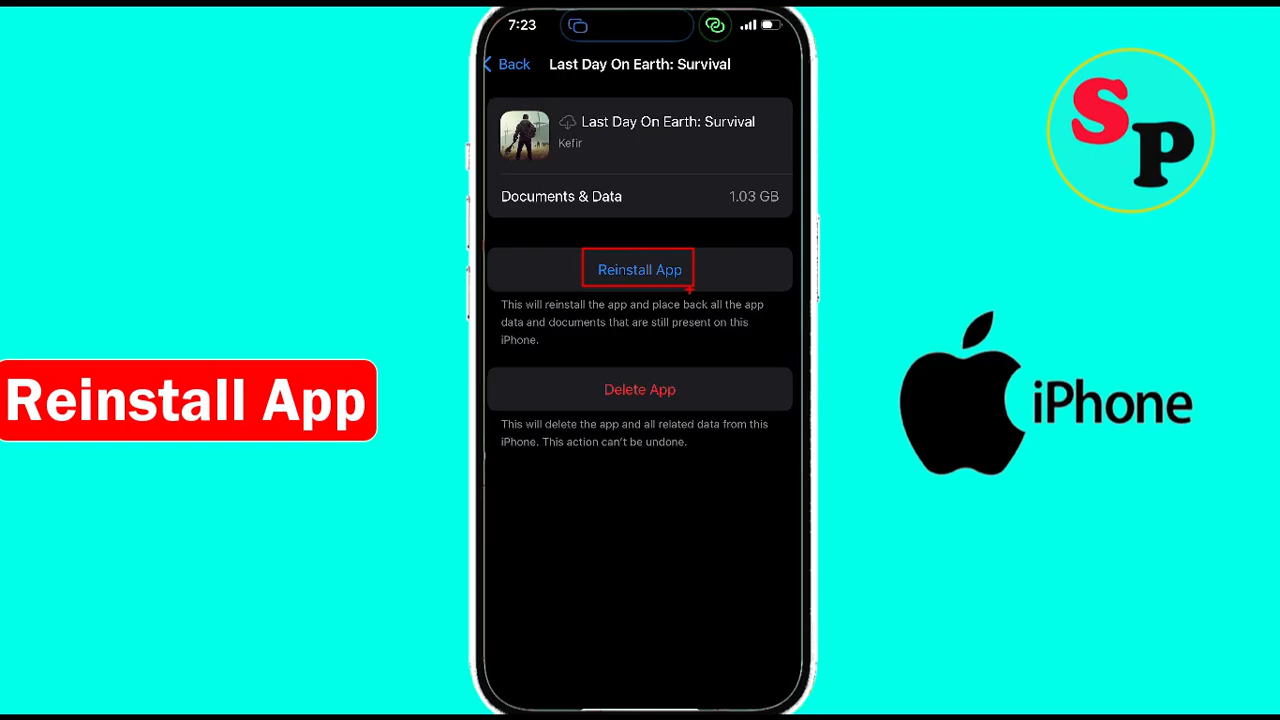 7:23
Back
Last Day On Earth: Survival
Last Day On Earth: Survival
Kefir
Documents & Data
1.03 GB
Reinstall App
This will reinstall the app and place back all the app
data and documents that are still present on this
iPhone.
Delete App
This will delete the app and all related data from this
iPhone. This action can’t be undone.
Reinstall App
SP
iPhone